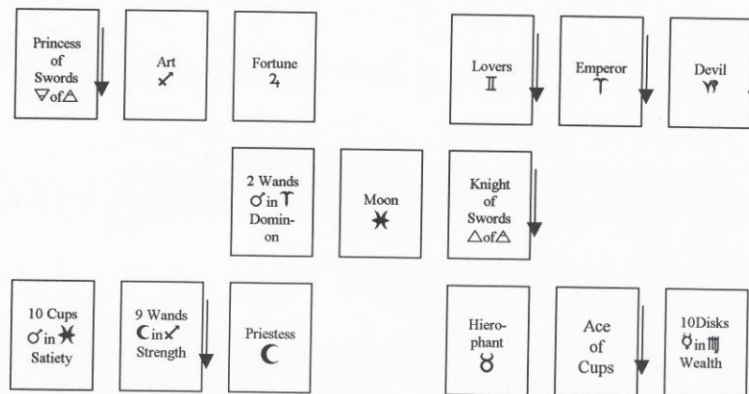 Princess
of
Swords
🜃of🜁
Art
♐
Fortune
♃
Lovers
♊
Emperor
♈
Devil
♑
2 Wands
♂in♈
Domin-
on
Moon
♓
Knight
of
Swords
△of🜁
10 Cups
♂in♓
Satiety
9 Wands
☾in♐
Strength
Priestess
☾
Hiero-
phant
♉
Ace
of
Cups
10Disks
☿in♍
Wealth